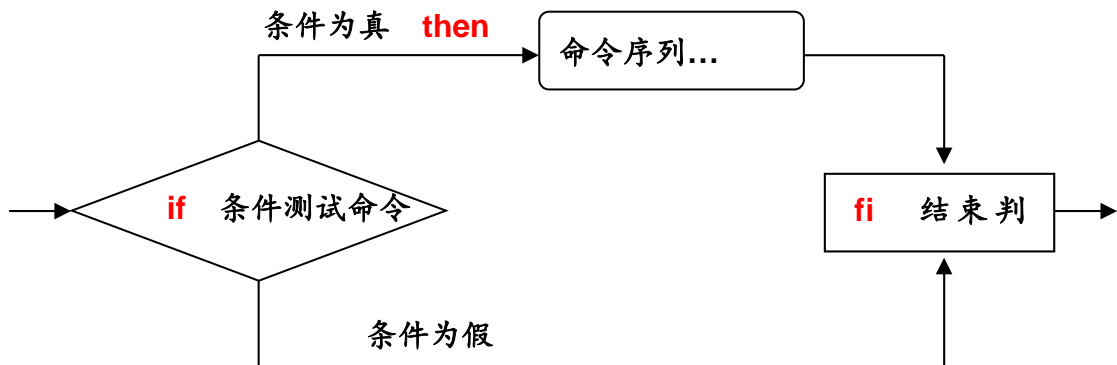 条件为真 then
命令序列...
if 条件测试命令
fi 结束判
条件为假